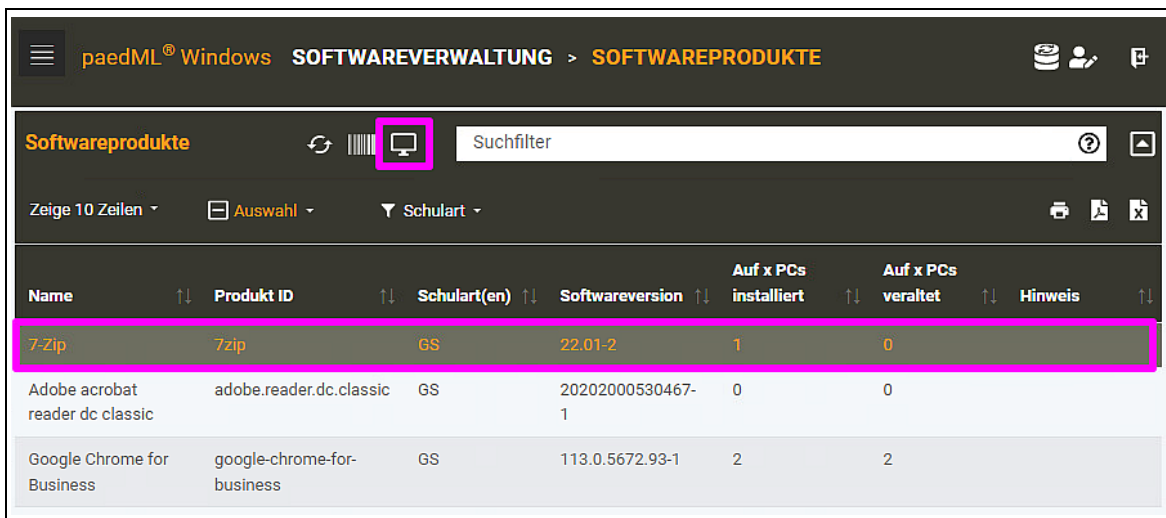 paedML® Windows SOFTWAREVERWALTUNG > SOFTWAREPRODUKTE
Softwareprodukte Suchfilter
Zeige 10 Zeilen Auswahl Schulart
Auf x PCs Auf x PCs
Name Produkt ID Schulart(en) Softwareversion installiert veraltet Hinweis
7-Zip 7zip GS 22.01-2 1 0
Adobe acrobat adobe.reader.dc.classic GS 20202000530467- 0 0
reader dc classic 1
Google Chrome for google-chrome-for- GS 113.0.5672.93-1 2 2
Business business